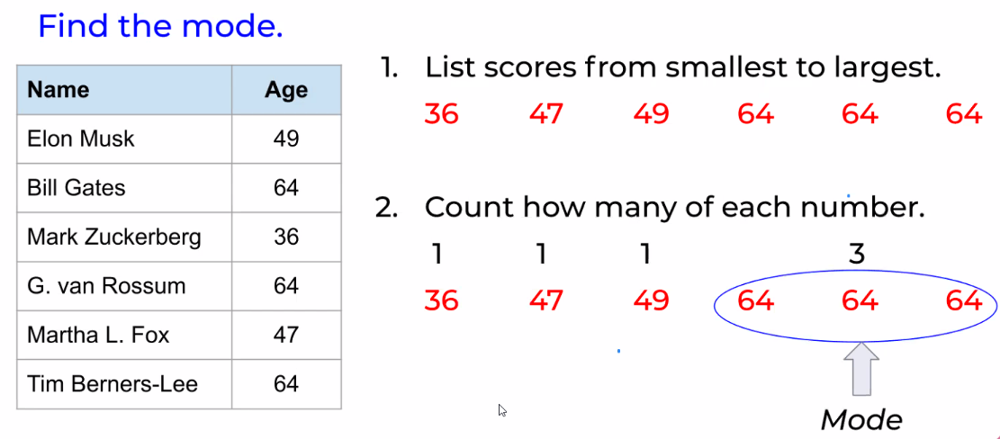 Find the mode.
Name Age
Elon Musk 49
Bill Gates 64
Mark Zuckerberg 36
G. van Rossum 64
Martha L. Fox 47
Tim Berners-Lee 64
1. List scores from smallest to largest.
36 47 49 64 64 64
2. Count how many of each number.
1 1 1 3
36 47 49 64 64 64
Mode